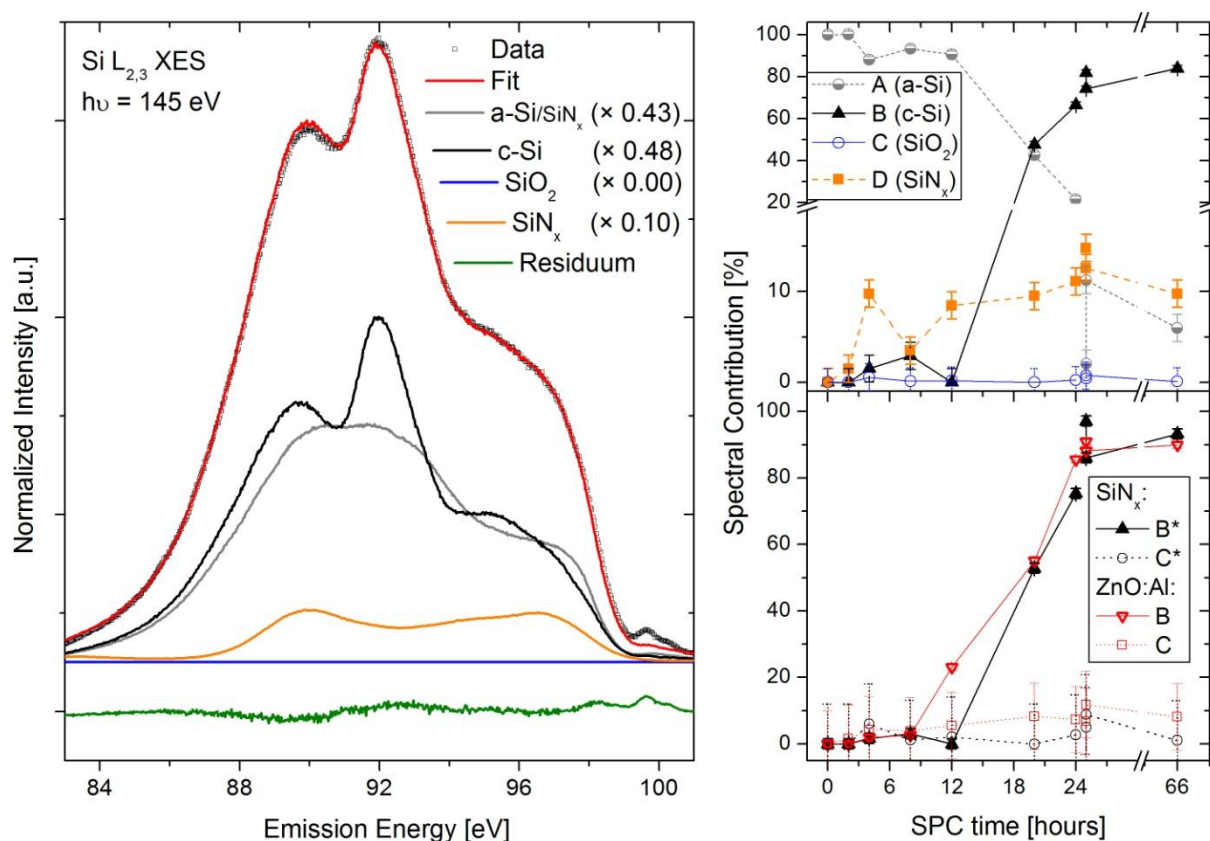 Si L2,3 XES
hυ = 145 eV
Data
Fit
a-Si/SiNx (× 0.43)
c-Si (× 0.48)
SiO2 (× 0.00)
SiNx (× 0.10)
Residuum
Normalized Intensity [a.u.]
84 88 92 96 100
Emission Energy [eV]
100
80
60
40
20
10
0
A (a-Si)
B (c-Si)
C (SiO2)
D (SiNx)
Spectral Contribution [%]
100
80
60
40
20
0
SiNx:
B*
C*
ZnO:Al:
B
C
0 6 12 18 24 66
SPC time [hours]